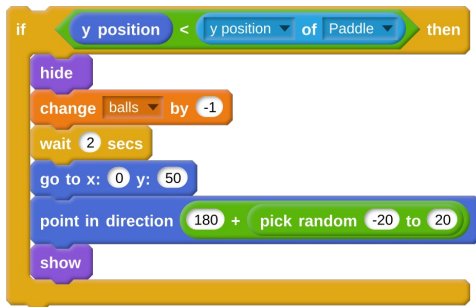 if y position < y position of Paddle then
hide
change balls by -1
wait 2 secs
go to x: 0 y: 50
point in direction 180 + pick random -20 to 20
show